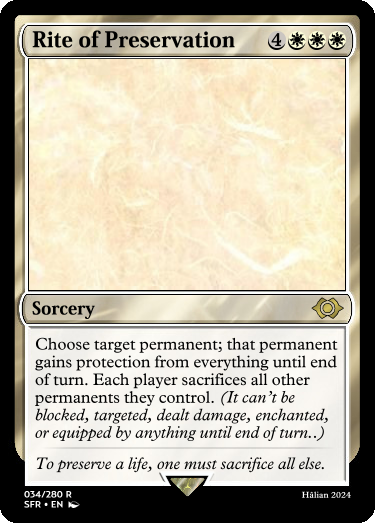 Rite of Preservation 4
Sorcery
Choose target permanent; that permanent
gains protection from everything until end
of turn. Each player sacrifices all other
permanents they control. (It can't be
blocked, targeted, dealt damage, enchanted,
or equipped by anything until end of turn..)
To preserve a life, one must sacrifice all else.
034/280 R
SFR • EN Hālian 2024